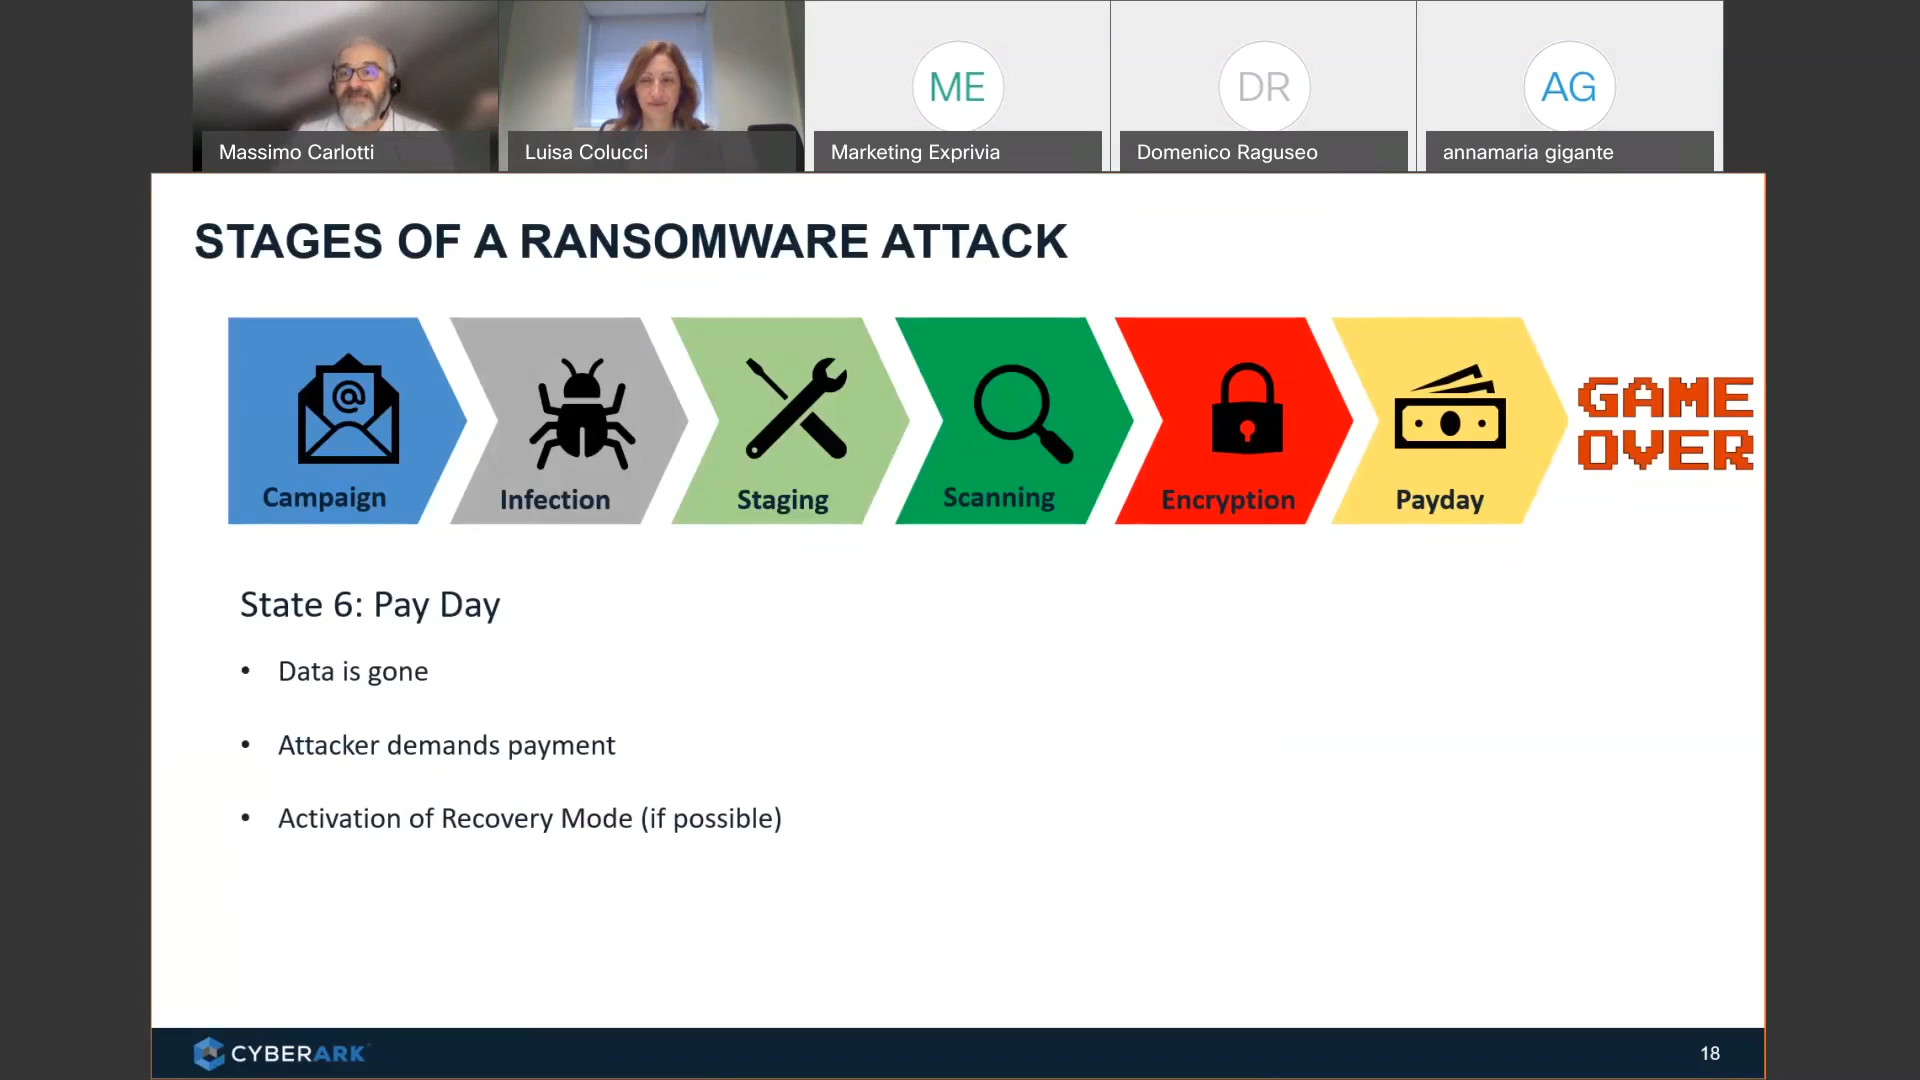 ME
DR
AG
Massimo Carlotti
Luisa Colucci
Marketing Exprivia
Domenico Raguseo
annamaria gigante
STAGES OF A RANSOMWARE ATTACK
@
Campaign
Infection
Staging
Scanning
Encryption
Payday
GAME
OVER
State 6: Pay Day
• Data is gone
• Attacker demands payment
• Activation of Recovery Mode (if possible)
CYBERARK
18